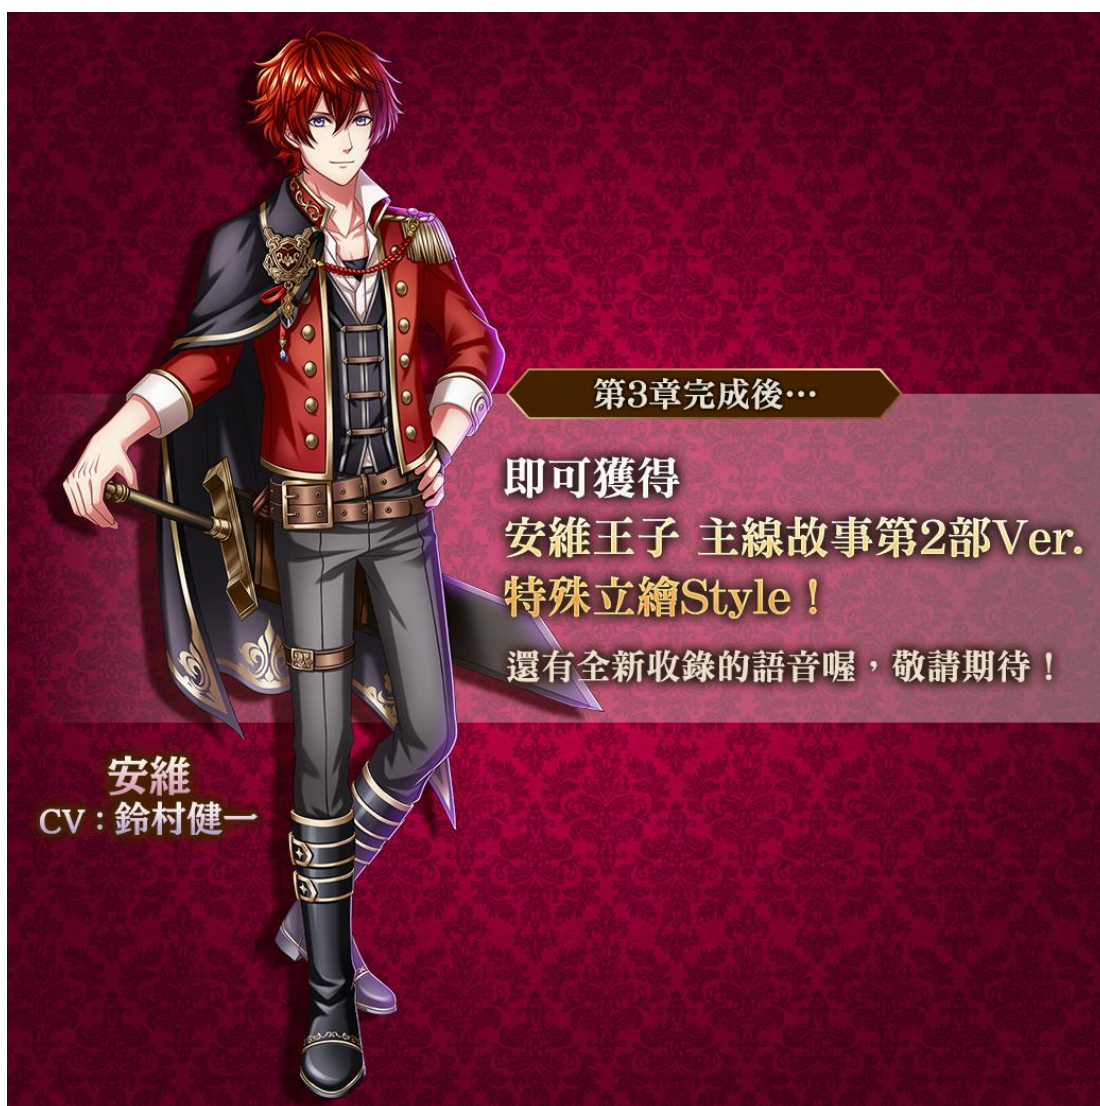 第3章完成後…
即可獲得
安維王子 主線故事第2部Ver.
特殊立繪Style！
還有全新收錄的語音喔，敬請期待！
安維
CV：鈴村健一